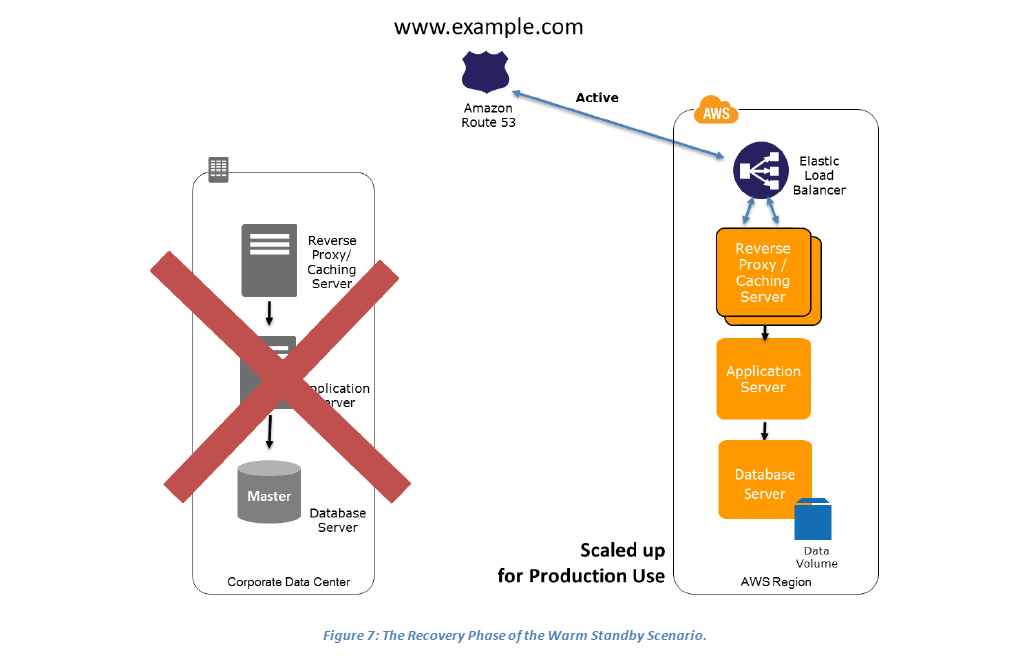 www.example.com
Amazon
Route 53
Active
AWS
Elastic
Load
Balancer
Reverse
Proxy/
Caching
Server
pplication
erver
Master
Database
Server
Corporate Data Center
Reverse
Proxy /
Caching
Server
Application
Server
Database
Server
Data
Volume
AWS Region
Scaled up
for Production Use
Figure 7: The Recovery Phase of the Warm Standby Scenario.